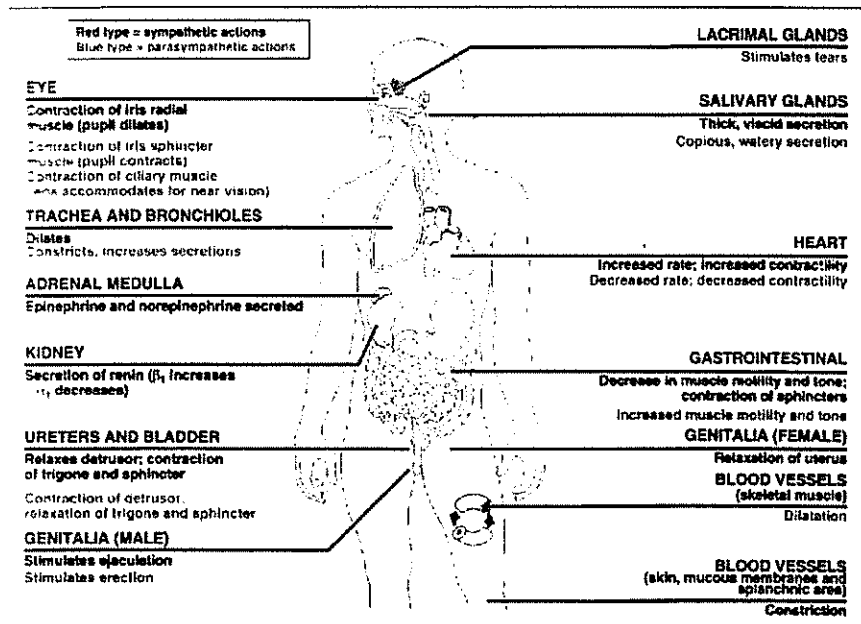 Red type = sympathetic actions
Blue type = parasympathetic actions
EYE
Contraction of iris radial
muscle (pupil dilates)
Contraction of iris sphincter
muscle (pupil contracts)
Contraction of ciliary muscle
accommodates for near vision)
TRACHEA AND BRONCHIOLES
Dilates
Constricts, increases secretions
ADRENAL MEDULLA
Epinephrine and norepinephrine secreted
KIDNEY
Secretion of renin (β₁ increases
decreases)
URETERS AND BLADDER
Relaxes detrusor; contraction
of trigone and sphincter
Contraction of detrusor,
relaxation of trigone and sphincter
GENITALIA (MALE)
Stimulates ejaculation
Stimulates erection
LACRIMAL GLANDS
Stimulates tears
SALIVARY GLANDS
Thick, viscid secretion
Copious, watery secretion
HEART
Increased rate; increased contractility
Decreased rate; decreased contractility
GASTROINTESTINAL
Decrease in muscle motility and tone;
contraction of sphincters
Increased muscle motility and tone
GENITALIA (FEMALE)
Relaxation of uterus
BLOOD VESSELS
(skeletal muscle)
Dilatation
BLOOD VESSELS
(skin, mucous membranes and
splanchnic area)
Constriction